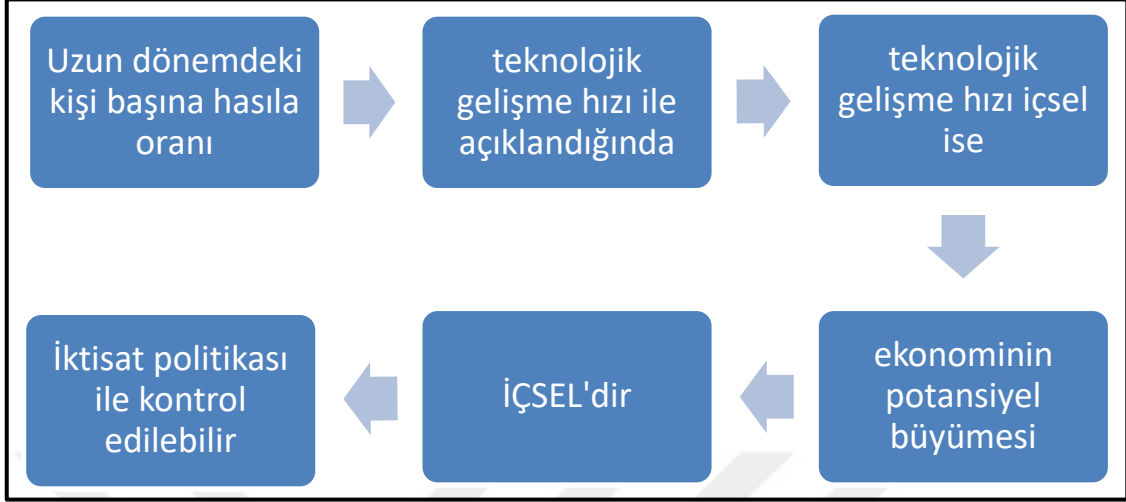 Uzun dönemdeki
kişi başına hasıla
oranı
teknolojik
gelişme hızı ile
açıklandığında
teknolojik
gelişme hızı içsel
ise
ekonominin
potansiyel
büyümesi
İÇSEL'dir
İktisat politikası
ile kontrol
edilebilir